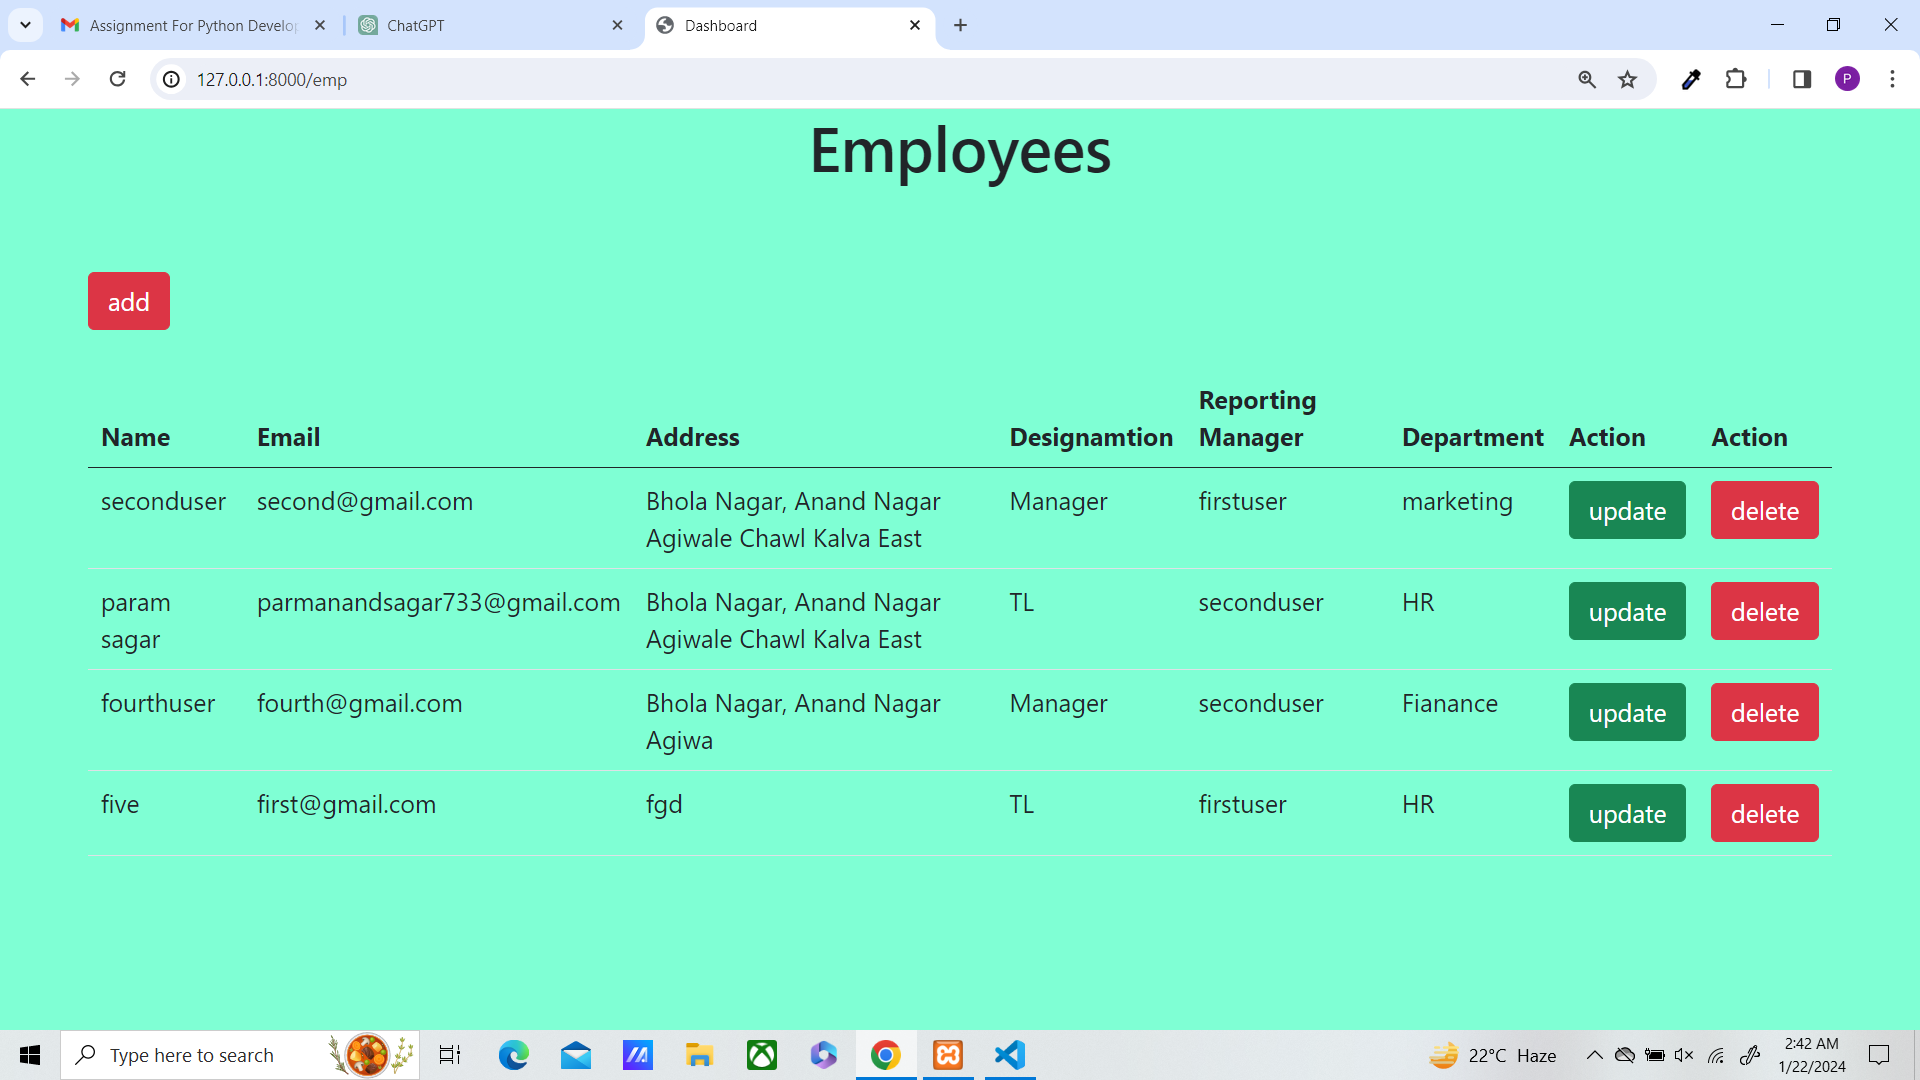 Assignment For Python Develop
ChatGPT
Dashboard
127.0.0.1:8000/emp
P
Employees
add
Name Email Address Designamtion Reporting Manager Department Action Action
seconduser second@gmail.com Bhola Nagar, Anand Nagar Manager firstuser marketing update delete
Agiwale Chawl Kalva East
param parmanandsagar733@gmail.com Bhola Nagar, Anand Nagar TL seconduser HR update delete
sagar Agiwale Chawl Kalva East
fourthuser fourth@gmail.com Bhola Nagar, Anand Nagar Manager seconduser Fianance update delete
Agiwa
five first@gmail.com fgd TL firstuser HR update delete
Type here to search
22°C Haze
2:42 AM
1/22/2024